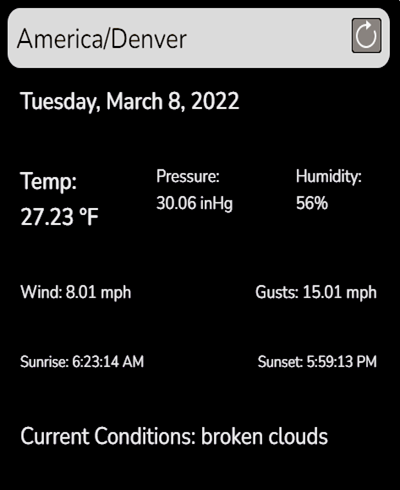 America/Denver
Tuesday, March 8, 2022
Temp:
27.23 °F
Pressure:
30.06 inHg
Humidity:
56%
Wind: 8.01 mph
Gusts: 15.01 mph
Sunrise: 6:23:14 AM
Sunset: 5:59:13 PM
Current Conditions: broken clouds